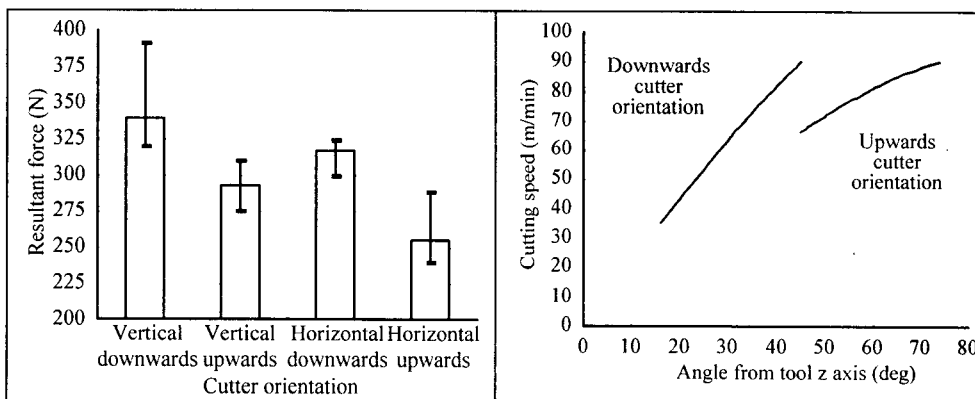 400
375
350
325
300
275
250
225
200
Resultant force (N)
Vertical downwards
Vertical upwards
Horizontal downwards
Horizontal upwards
Cutter orientation
100
90
80
70
60
50
40
30
20
10
0
Cutting speed (m/min)
Downwards
cutter
orientation
Upwards
cutter
orientation
0 10 20 30 40 50 60 70 80
Angle from tool z axis (deg)